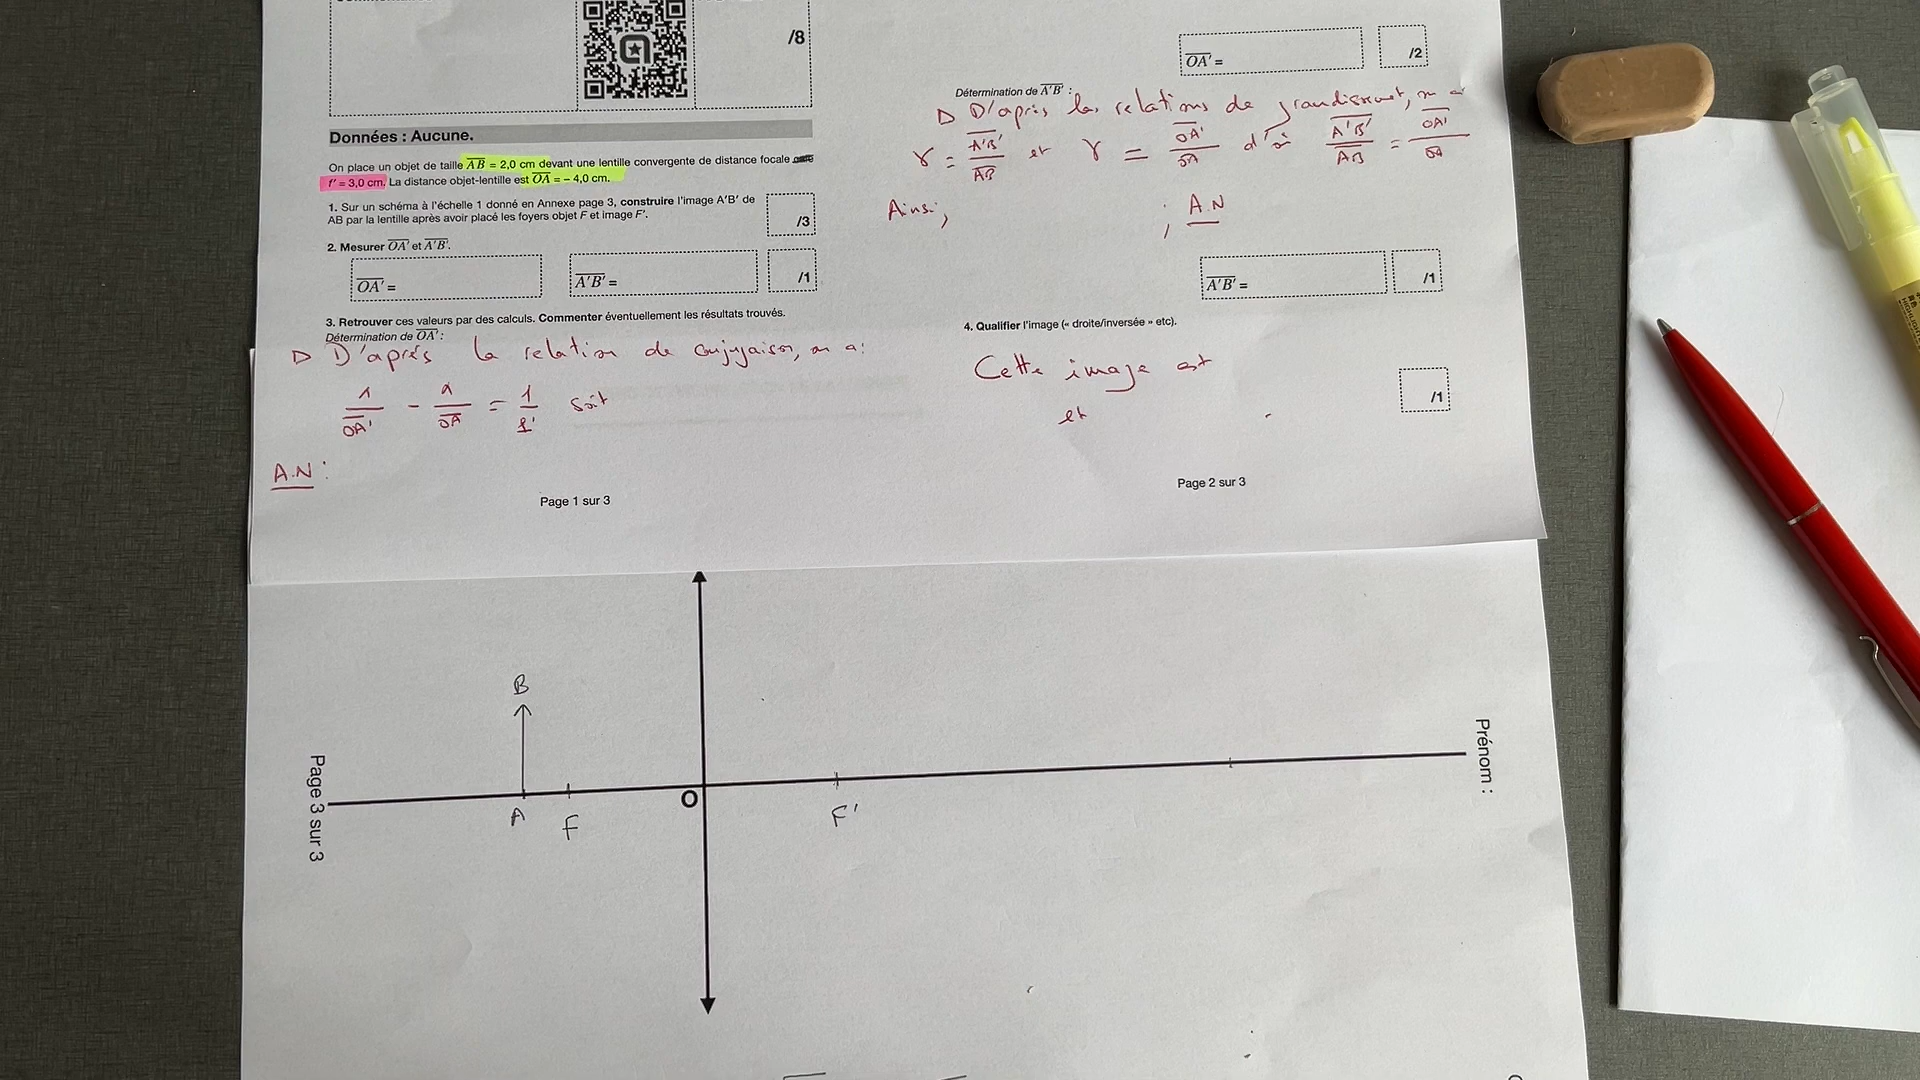 /8
Données : Aucune.
On place un objet de taille AB = 2,0 cm devant une lentille convergente de distance focale
f' = 3,0 cm. La distance objet-lentille est OA = – 4,0 cm.
1. Sur un schéma à l'échelle 1 donné en Annexe page 3, construire l'image A'B' de
AB par la lentille après avoir placé les foyers objet F et image F'.
/3
2. Mesurer OA' et A'B'.
OA' =
A'B' =
/1
3. Retrouver ces valeurs par des calculs. Commenter éventuellement les résultats trouvés.
Détermination de OA' :
▷ D'après la relation de conjugaison, on a:
1/OA' - 1/OA = 1/f' soit
A.N:
Page 1 sur 3
OA' =
/2
Détermination de A'B' :
▷ D'après les relations de grandissement, on a
γ = A'B'/AB et γ = OA'/OA d'où A'B'/AB = OA'/OA
Ainsi, ; A.N
A'B' =
/1
4. Qualifier l'image (« droite/inversée » etc).
Cette image est
et .
/1
Page 2 sur 3
B
A
F
O
F'
Page 3 sur 3
Prénom :